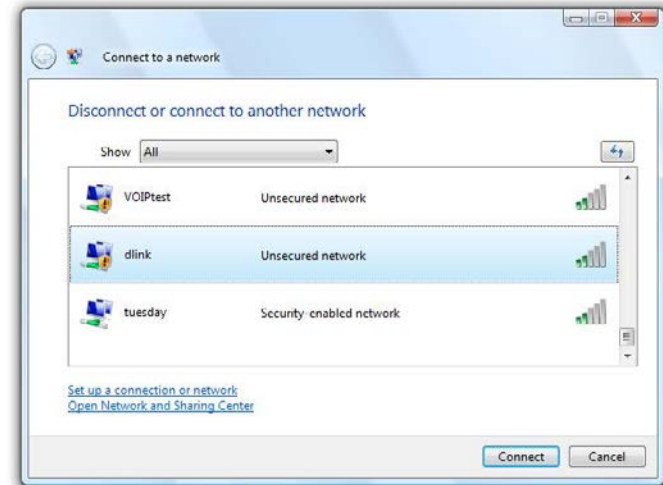 Connect to a network
Disconnect or connect to another network
Show All
VOIPtest Unsecured network
dlink Unsecured network
tuesday Security-enabled network
Set up a connection or network
Open Network and Sharing Center
Connect Cancel